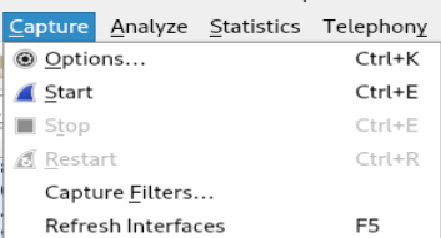 Capture Analyze Statistics Telephony
Options... Ctrl+K
Start Ctrl+E
Stop Ctrl+E
Restart Ctrl+R
Capture Filters...
Refresh Interfaces F5